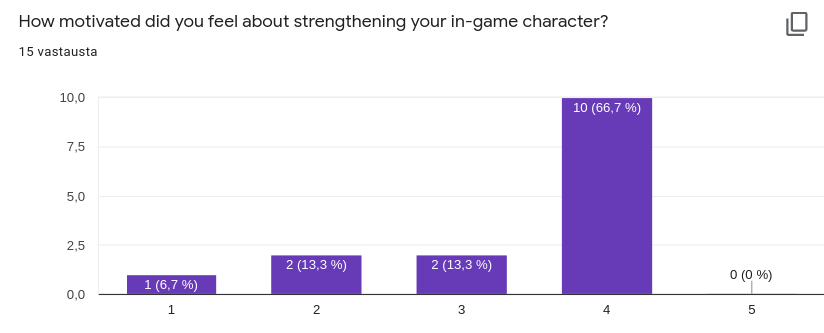 How motivated did you feel about strengthening your in-game character?
15 vastausta
10,0
7,5
5,0
2,5
0,0
1 (6,7 %)
2 (13,3 %)
2 (13,3 %)
10 (66,7 %)
0 (0 %)
1 2 3 4 5